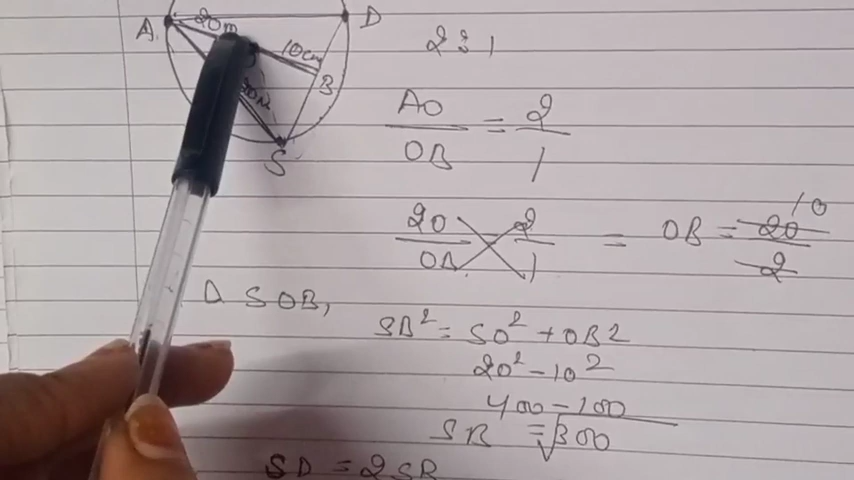 A
20m
D
10cm
B
S
2:1
AO/OB = 2/1
20/OB = 2/1 = OB = 20/2 10
Δ SOB,
SB² = SO² + OB2
20² - 10²
400 - 100
SB = √300
SD = 2SB